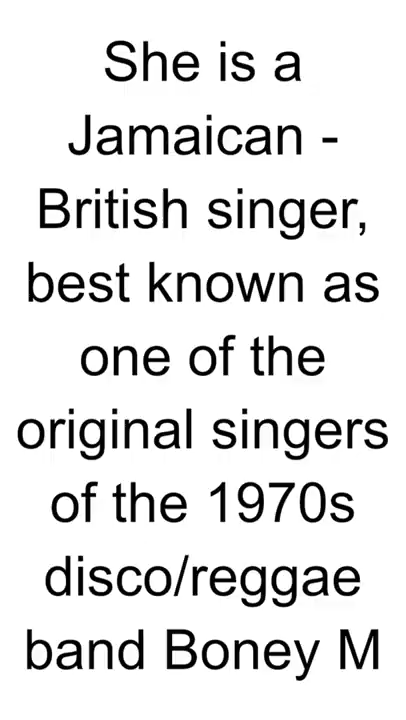 She is a
Jamaican -
British singer,
best known as
one of the
original singers
of the 1970s
disco/reggae
band Boney M